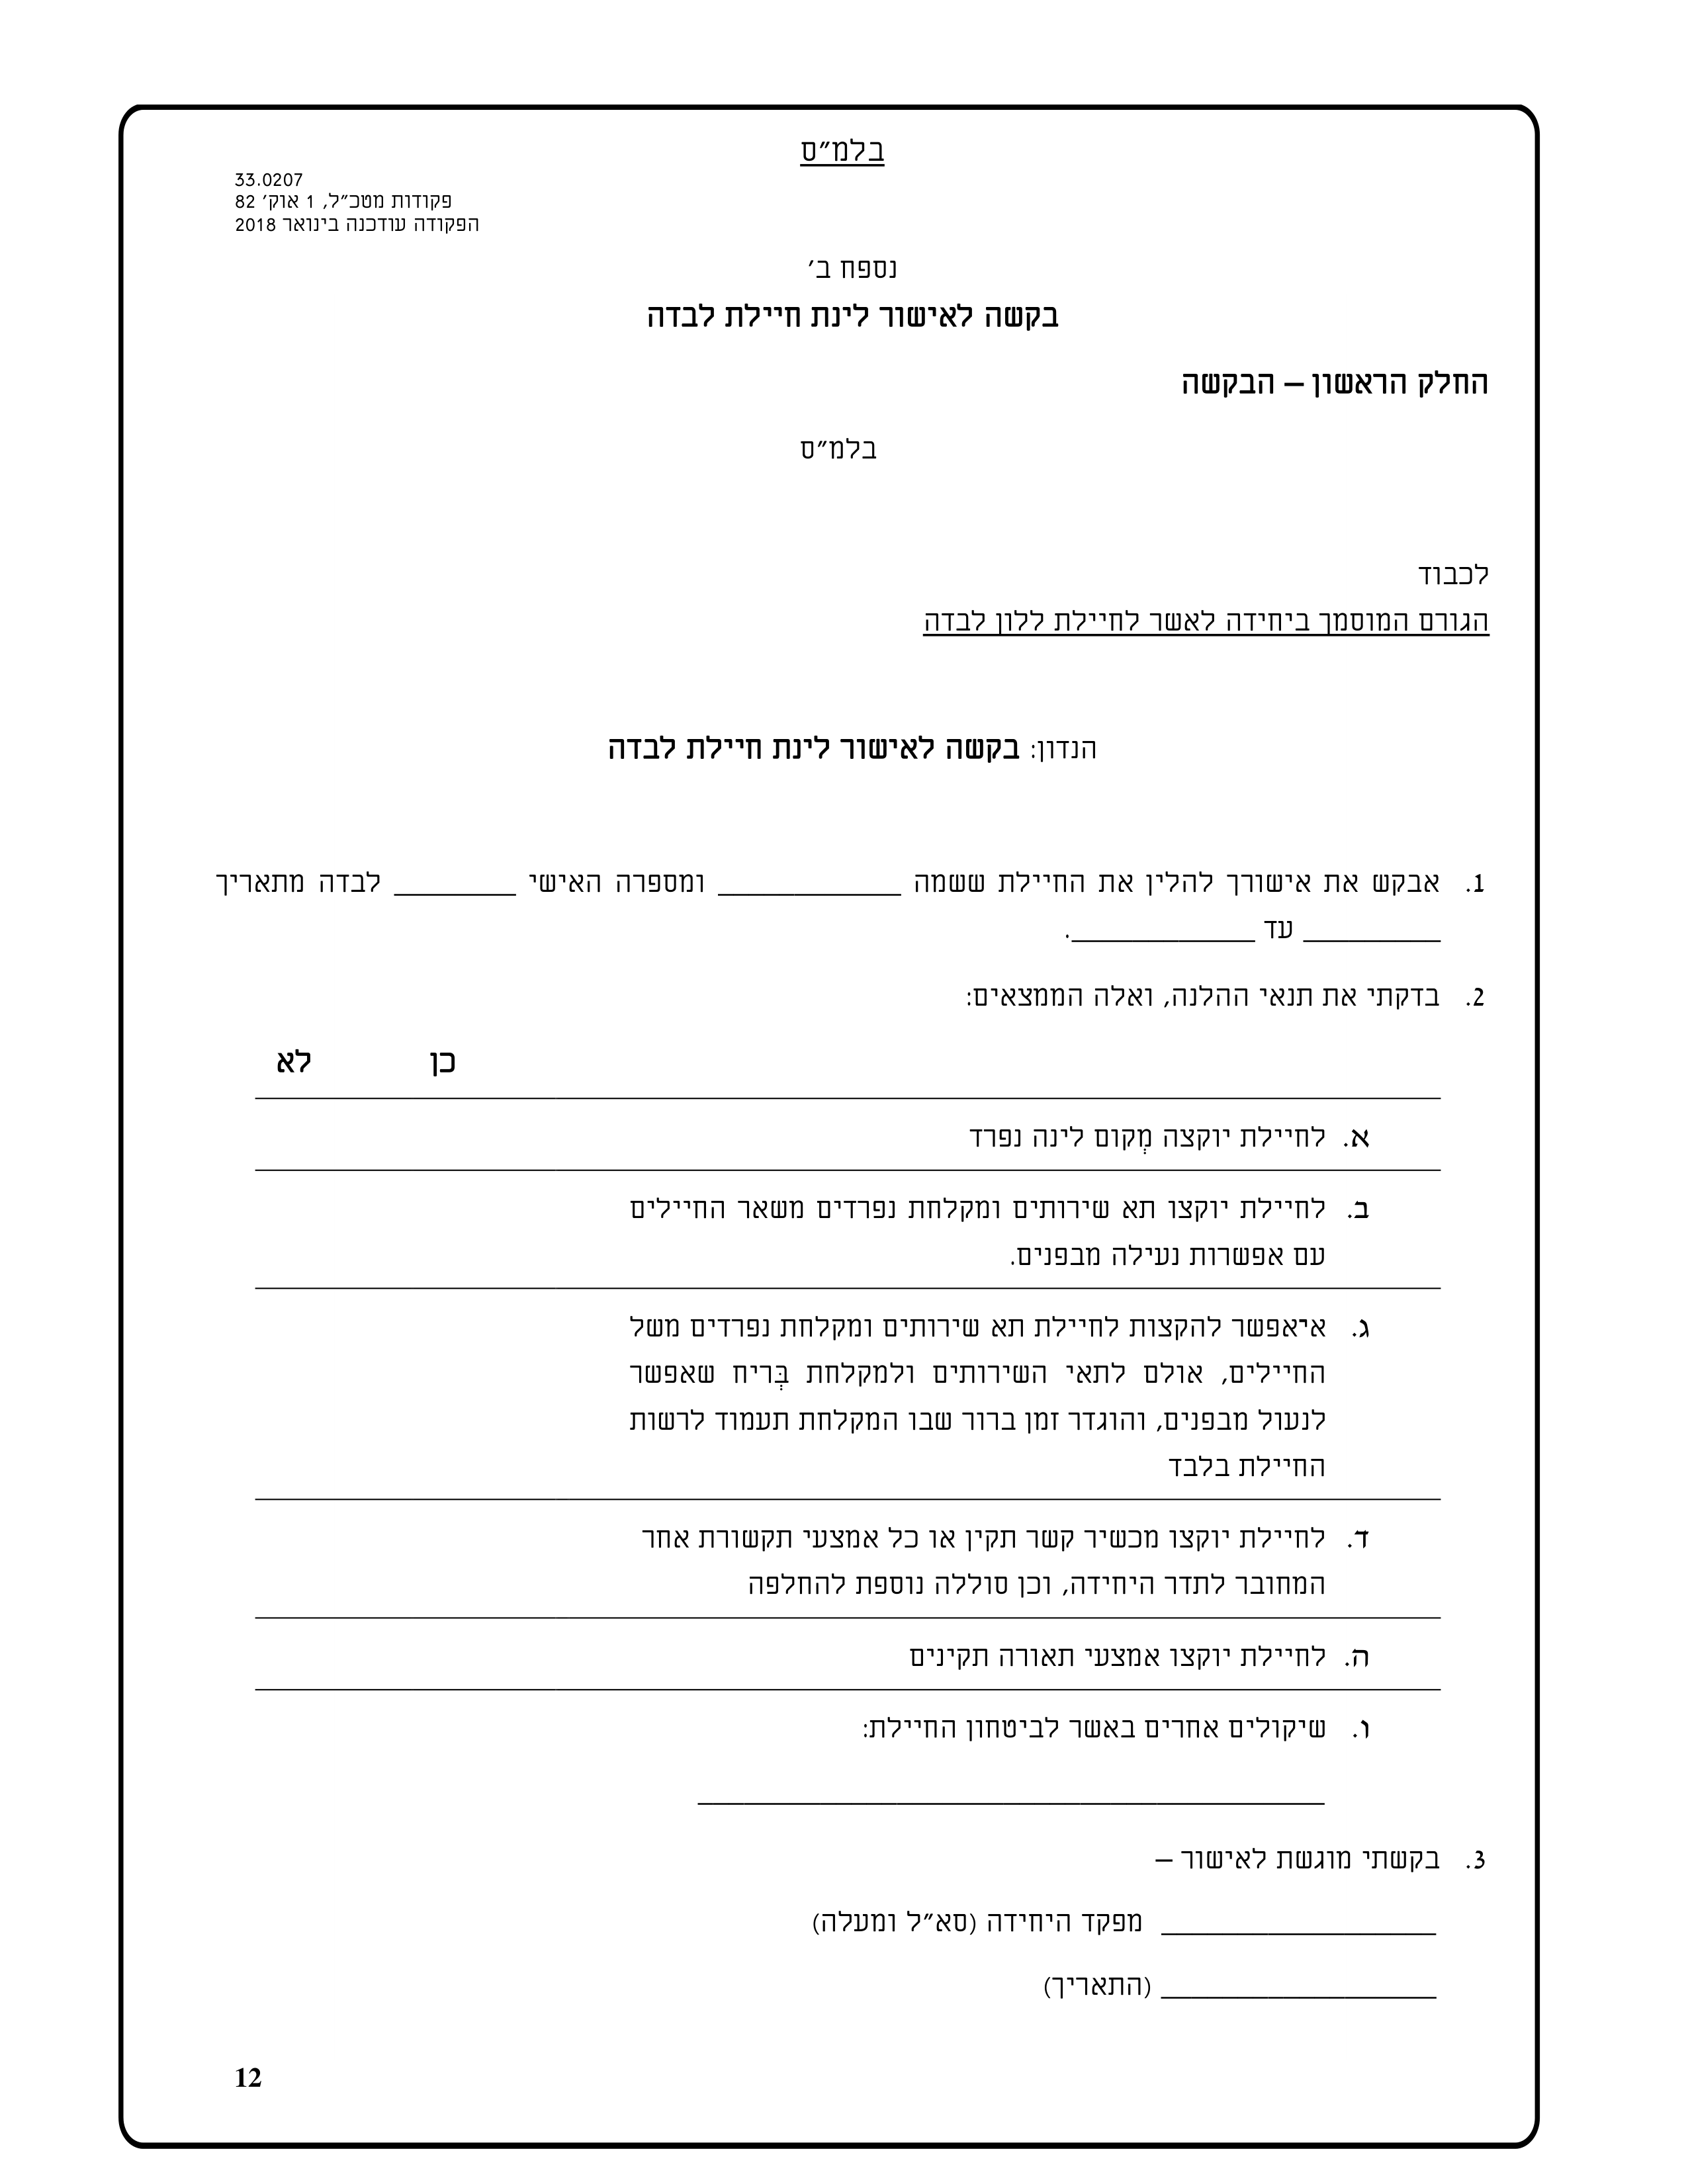 בלמ״ס
33.0207
פקודות מטכ״ל, 1 אוק׳ 82
הפקודה עודכנה בינואר 2018
נספח ב׳
בקשה לאישור לינת חיילת לבדה
החלק הראשון – הבקשה
בלמ״ס
לכבוד
הגורם המוסמך ביחידה לאשר לחיילת ללון לבדה
הנדון: בקשה לאישור לינת חיילת לבדה
1. אבקש את אישורך להלין את החיילת ששמה ____________ ומספרה האישי ________ לבדה מתאריך
_________ עד ____________.
2. בדקתי את תנאי ההלנה, ואלה הממצאים:
כן לא
א. לחיילת יוקצה מְקום לינה נפרד
ב. לחיילת יוקצו תא שירותים ומקלחת נפרדים משאר החיילים
עם אפשרות נעילה מבפנים.
ג. אי־אפשר להקצות לחיילת תא שירותים ומקלחת נפרדים משל
החיילים, אולם לתאי השירותים ולמקלחת בְּריח שאפשר
לנעול מבפנים, והוגדר זמן ברור שבו המקלחת תעמוד לרשות
החיילת בלבד
ד. לחיילת יוקצו מכשיר קשר תקין או כל אמצעי תקשורת אחר
המחובר לתדר היחידה, וכן סוללה נוספת להחלפה
ה. לחיילת יוקצו אמצעי תאורה תקינים
ו. שיקולים אחרים באשר לביטחון החיילת:
_________________________________________
3. בקשתי מוגשת לאישור –
__________________ מפקד היחידה (סא״ל ומעלה)
__________________ (התאריך)
12